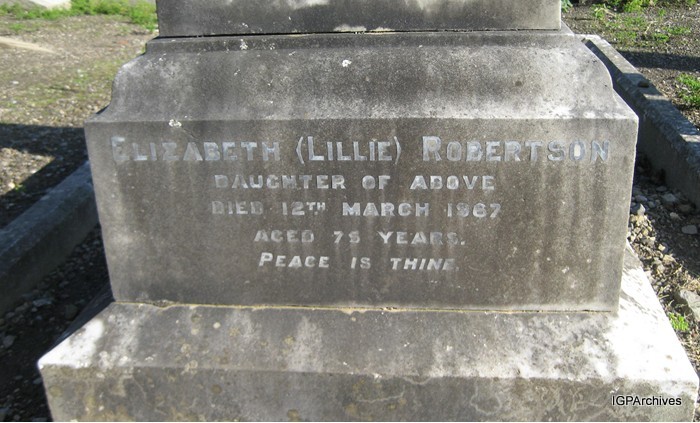 Elizabeth (Lillie) Robertson
Daughter of above
Died 12th March 1967
Aged 75 years.
Peace is thine.
IGPArchives